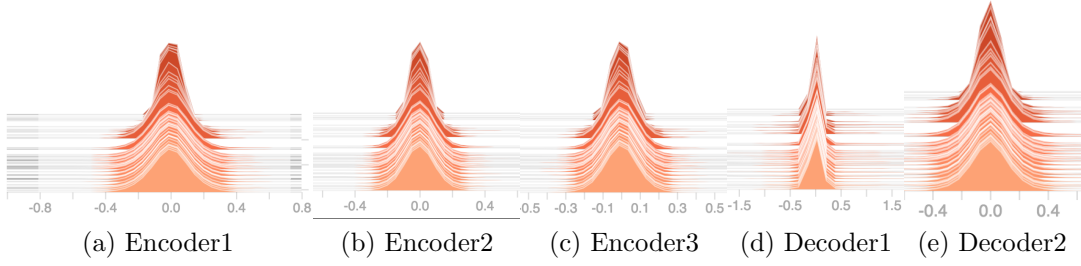 -0.8 -0.4 0.0 0.4 0.8
-0.4 0.0 0.4
-0.5 -0.3 -0.1 0.1 0.3 0.5
-1.5 -0.5 0.5 1.5
-0.4 0.0 0.4
(a) Encoder1 (b) Encoder2 (c) Encoder3 (d) Decoder1 (e) Decoder2